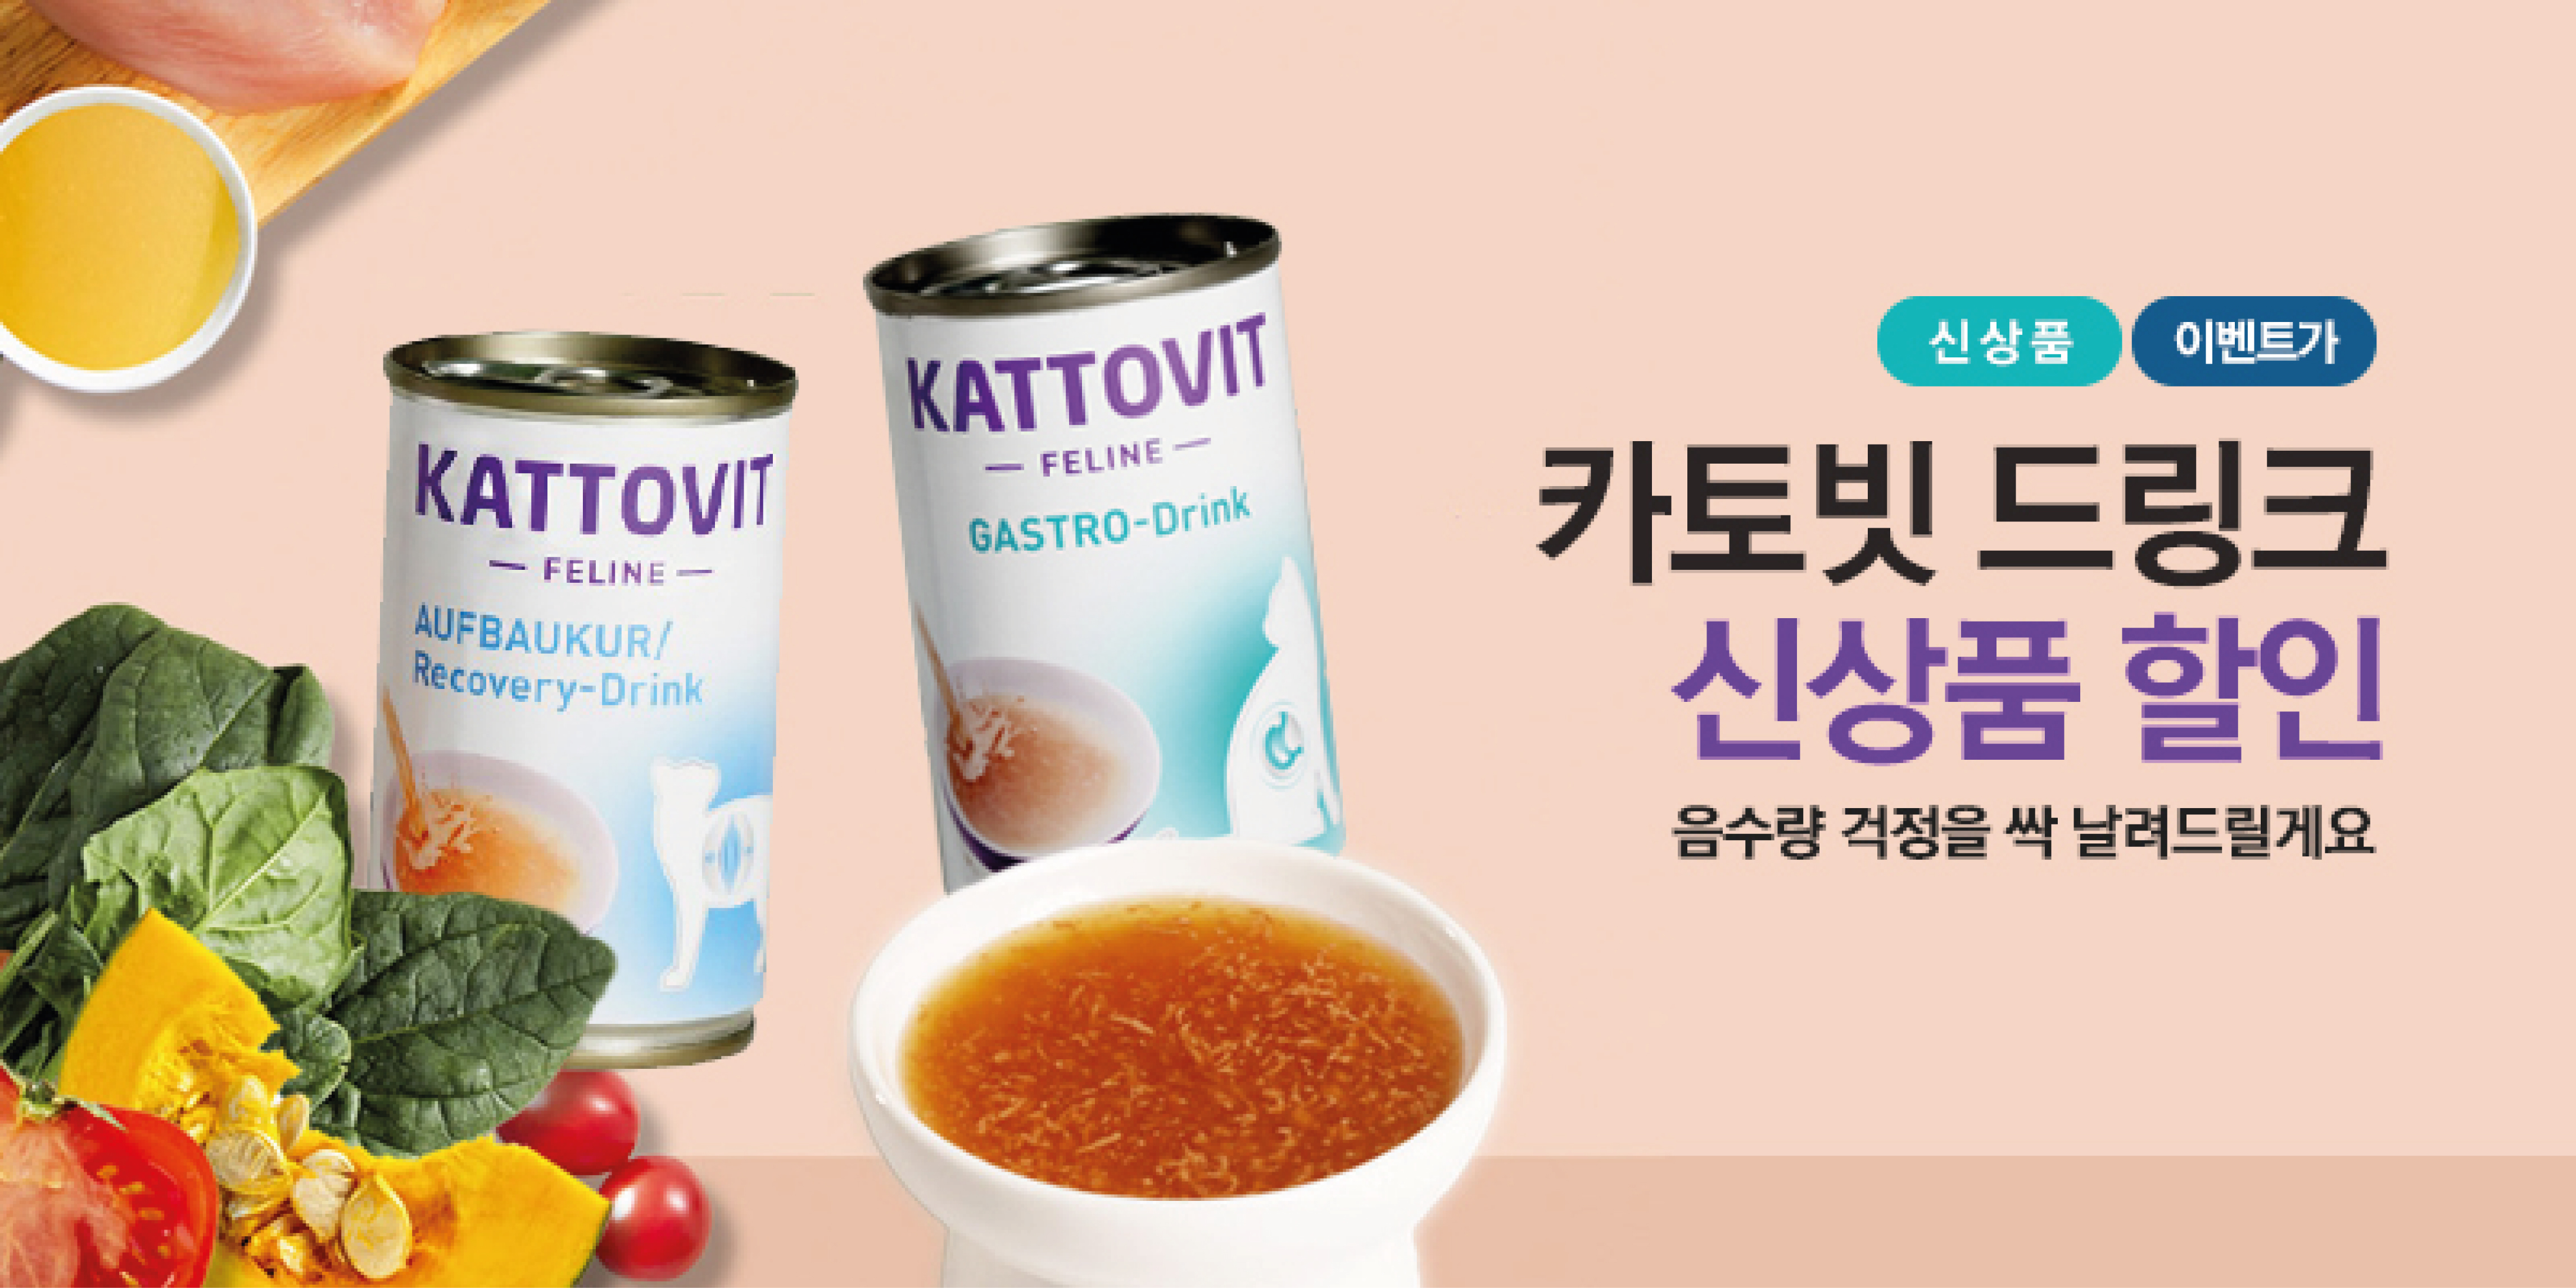 KATTOVIT
FELINE
AUFBAUKUR/
Recovery-Drink
KATTOVIT
FELINE
GASTRO-Drink
신상품 이벤트가
카토빗 드링크
신상품 할인
음수량 걱정을 싹 날려드릴게요